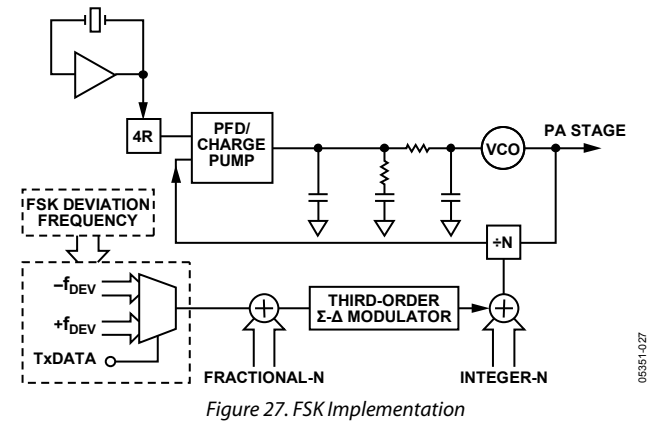 4R
PFD/
CHARGE
PUMP
VCO
PA STAGE
FSK DEVIATION
FREQUENCY
÷N
–fDEV
+fDEV
TxDATA
THIRD-ORDER
Σ-Δ MODULATOR
FRACTIONAL-N
INTEGER-N
05351-027
Figure 27. FSK Implementation